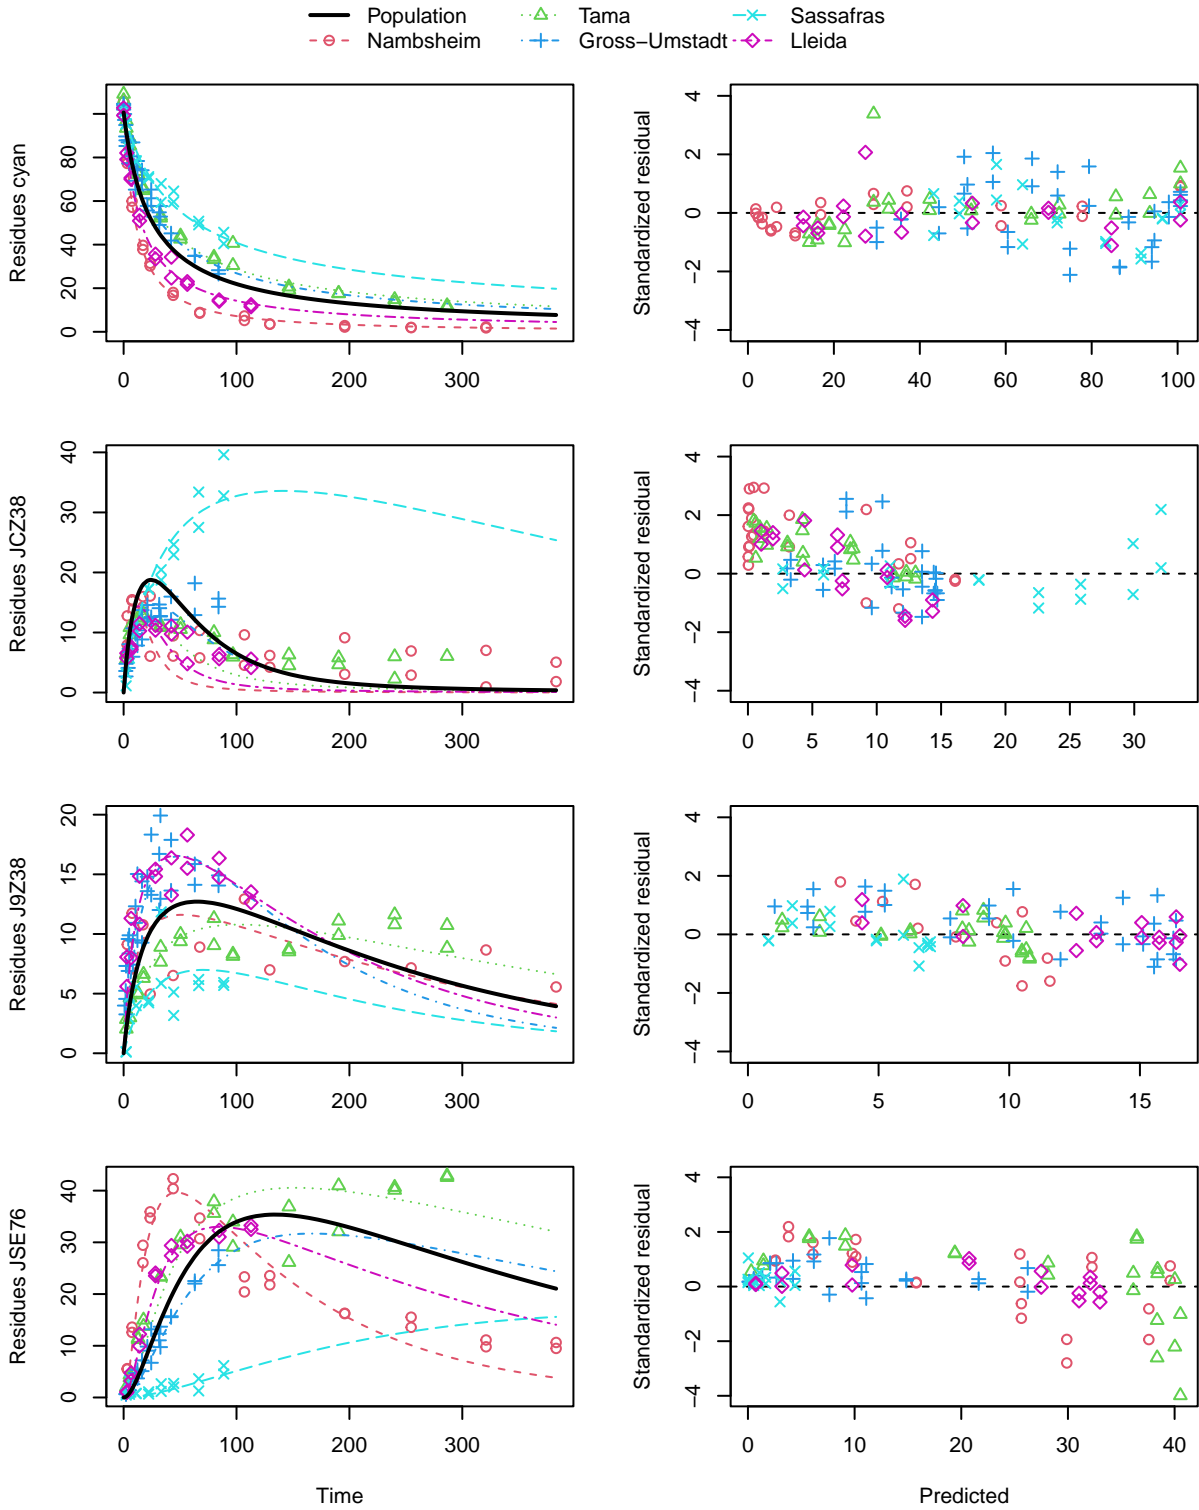 Population
Tama
Sassafras
Nambsheim
Gross−Umstadt
Lleida
Residues cyan
0 20 40 60 80
0 100 200 300
Standardized residual
−4 −2 0 2 4
0 20 40 60 80 100
Residues JCZ38
0 10 20 30 40
0 100 200 300
Standardized residual
−4 −2 0 2 4
0 5 10 15 20 25 30
Residues J9Z38
0 5 10 15 20
0 100 200 300
Standardized residual
−4 −2 0 2 4
0 5 10 15
Residues JSE76
0 10 20 30 40
0 100 200 300
Time
Standardized residual
−4 −2 0 2 4
0 10 20 30 40
Predicted